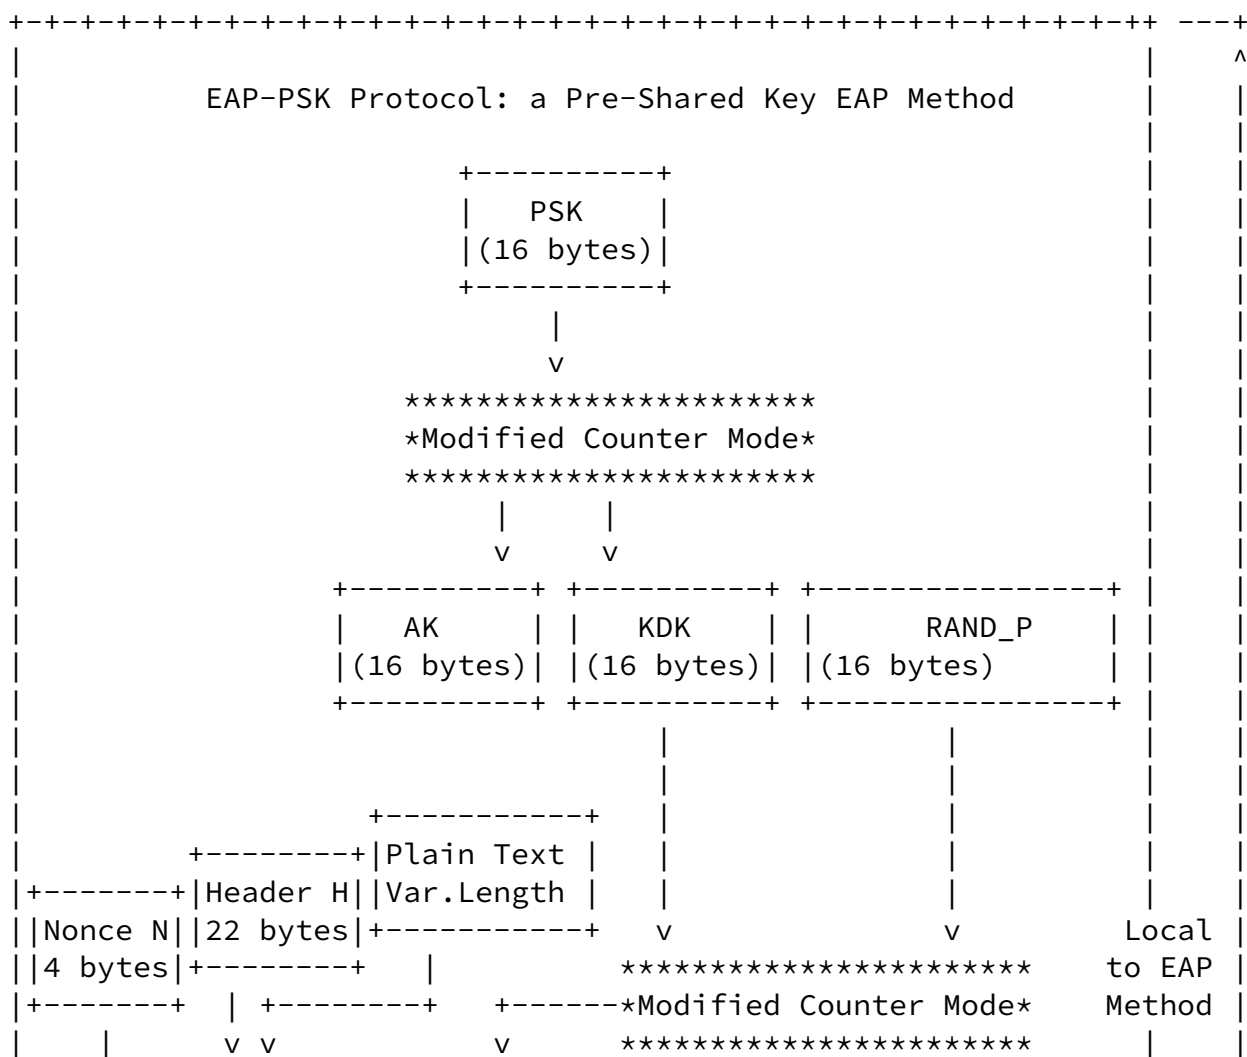 +-+-+-+-+-+-+-+-+-+-+-+-+-+-+-+-+-+-+-+-+-+-+-+-+-+-+-+-+-+-+-++ ---+
|                                                              |    ^
|          EAP-PSK Protocol: a Pre-Shared Key EAP Method       |    |
|                                                              |    |
|                        +----------+                          |    |
|                        |   PSK    |                          |    |
|                        |(16 bytes)|                          |    |
|                        +----------+                          |    |
|                             |                                |    |
|                             v                                |    |
|                     ***********************                  |    |
|                     *Modified Counter Mode*                  |    |
|                     ***********************                  |    |
|                          |     |                             |    |
|                          v     v                             |    |
|                 +----------+ +----------+ +----------------+ |    |
|                 |   AK     | |   KDK    | |      RAND_P    | |    |
|                 |(16 bytes)| |(16 bytes)| |(16 bytes)      | |    |
|                 +----------+ +----------+ +----------------+ |    |
|                                   |               |          |    |
|                                   |               |          |    |
|                   +-----------+   |               |          |    |
|         +--------+|Plain Text |   |               |          |    |
|+-------+|Header H||Var.Length |   |               |          |    |
||Nonce N||22 bytes|+-----------+   v               v         Local |
||4 bytes|+--------+   |          ***********************    to EAP |
|+-------+  | +--------+   +------*Modified Counter Mode*    Method |
|    |      v v            v      ***********************      |    |